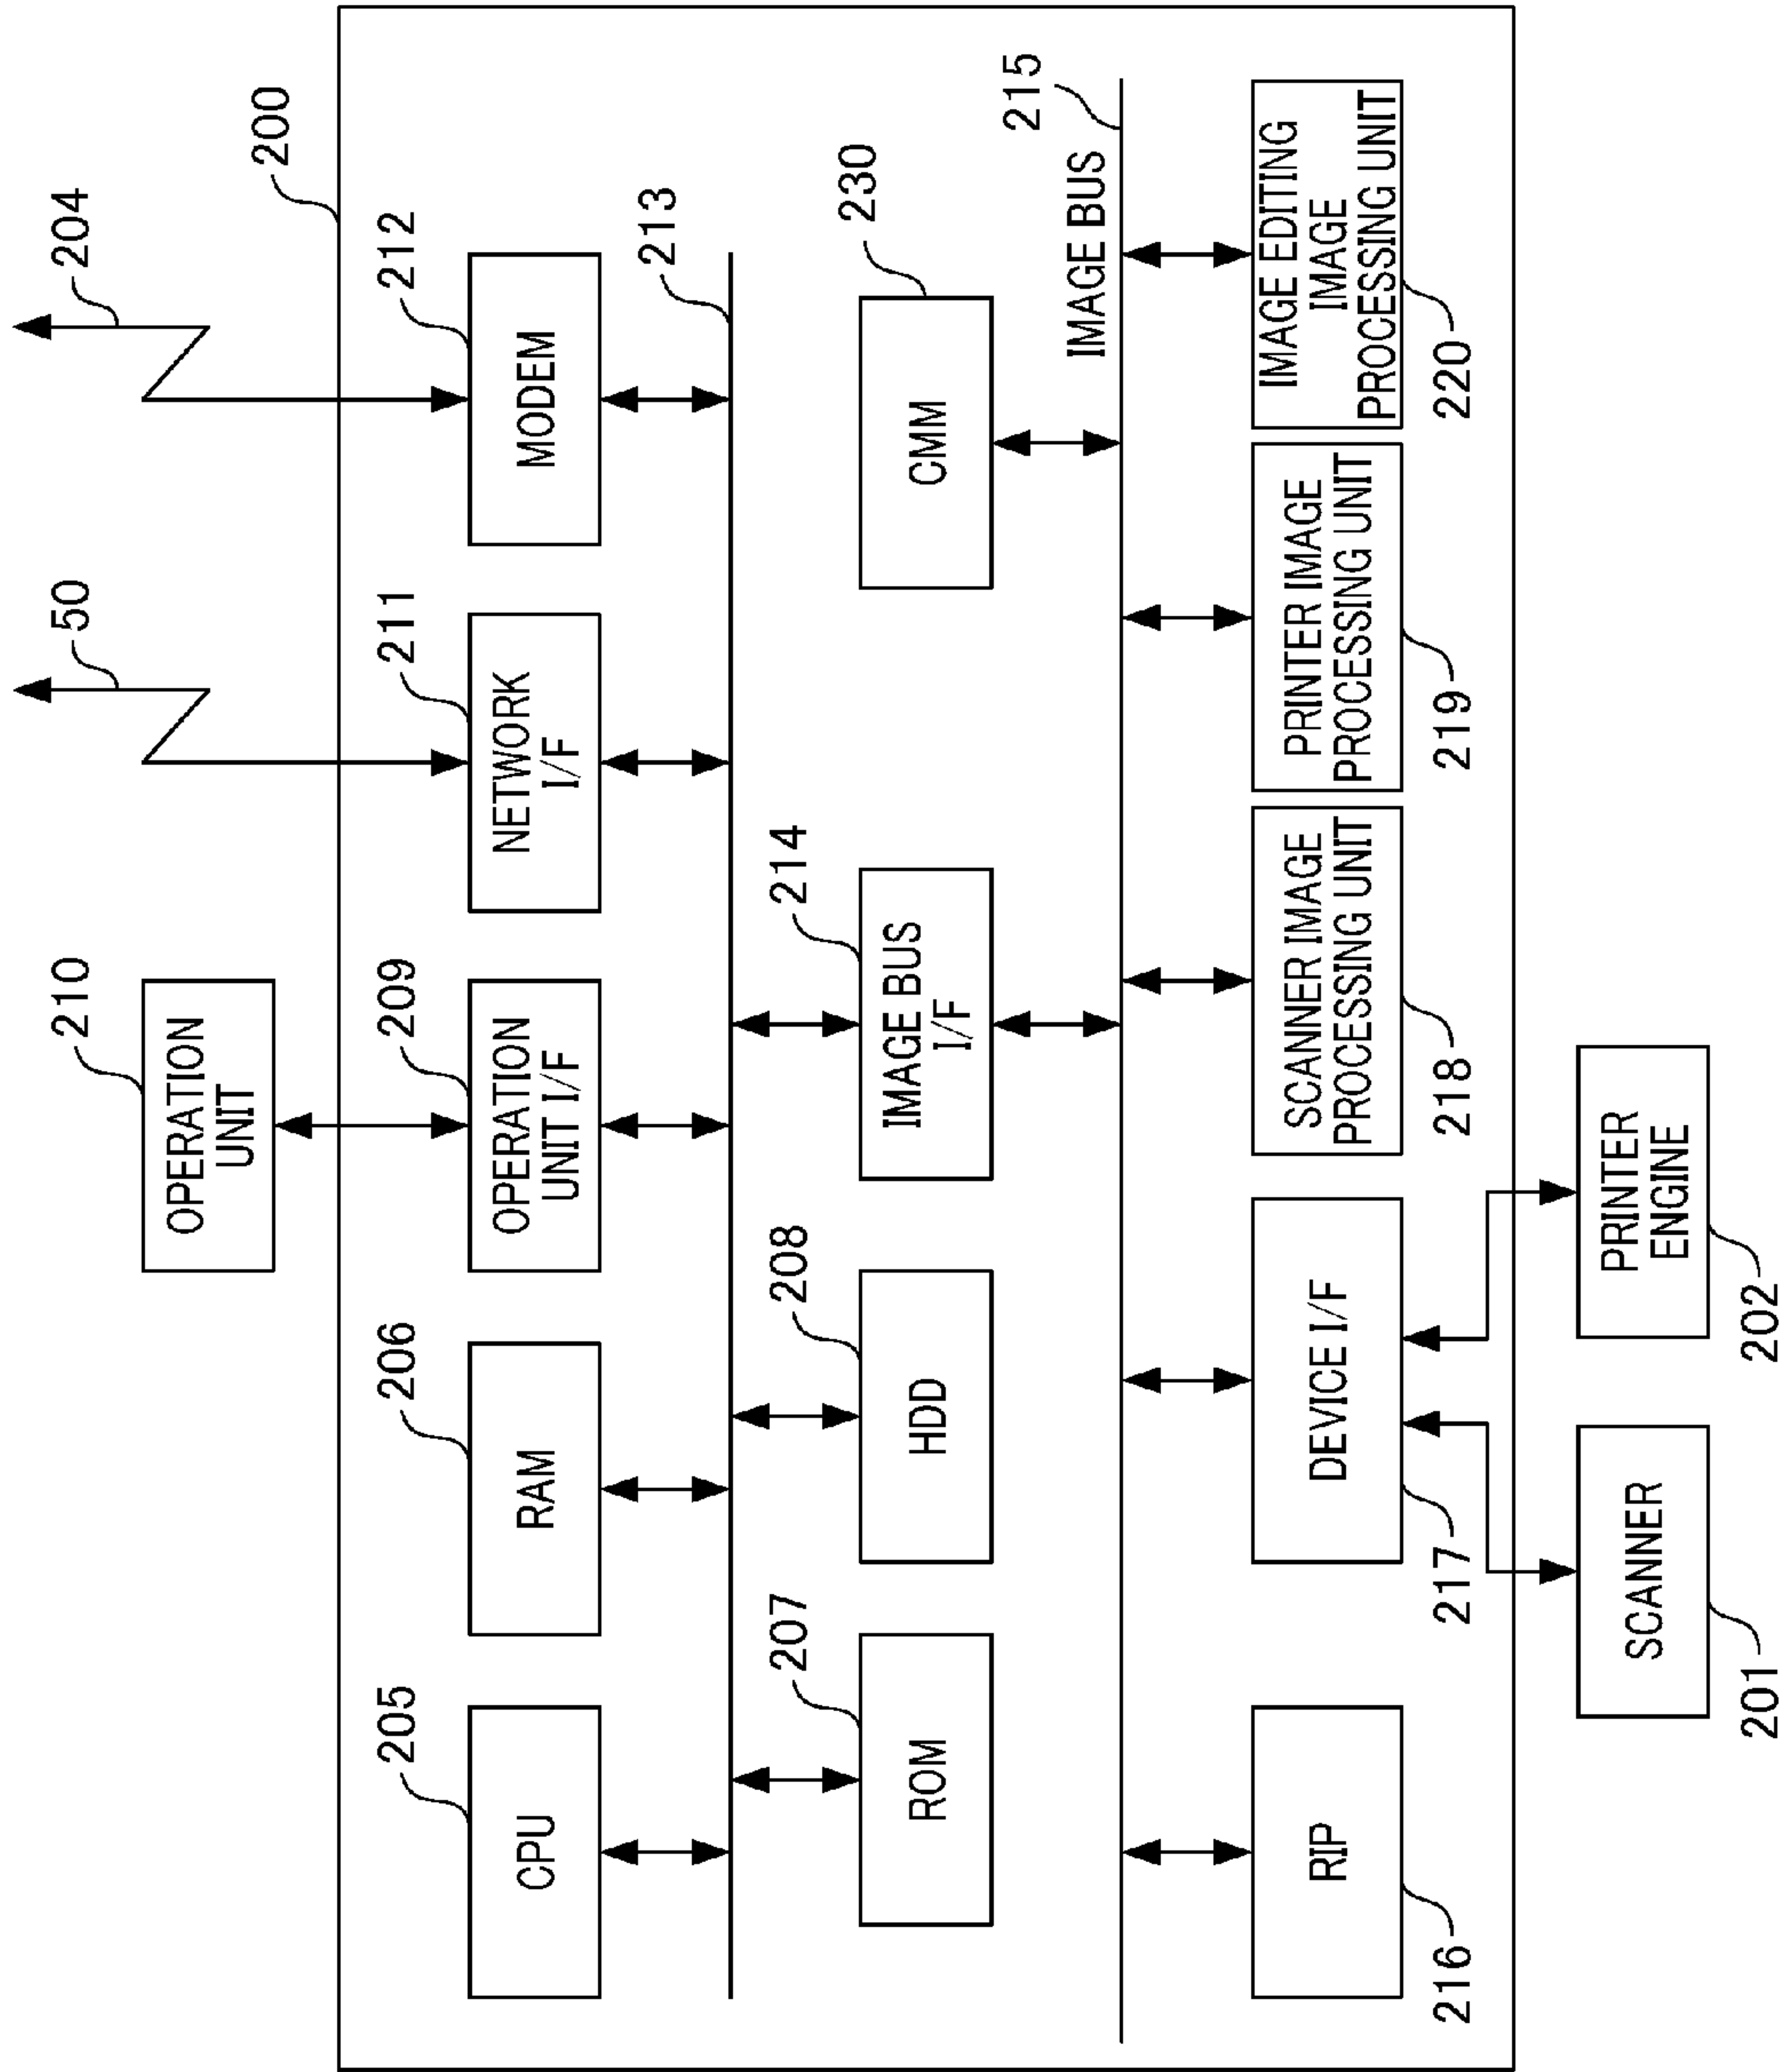 204
50
210
OPERATION
UNIT
200
205
CPU
206
RAM
209
OPERATION
UNIT I/F
211
NETWORK
I/F
212
MODEM
213
207
ROM
208
HDD
214
IMAGE BUS
I/F
230
CMM
IMAGE BUS
215
RIP
216
DEVICE I/F
217
SCANNER IMAGE
PROCESSING UNIT
218
PRINTER IMAGE
PROCESSING UNIT
219
IMAGE EDITING
IMAGE
PROCESSING UNIT
220
SCANNER
201
PRINTER
ENGINE
202